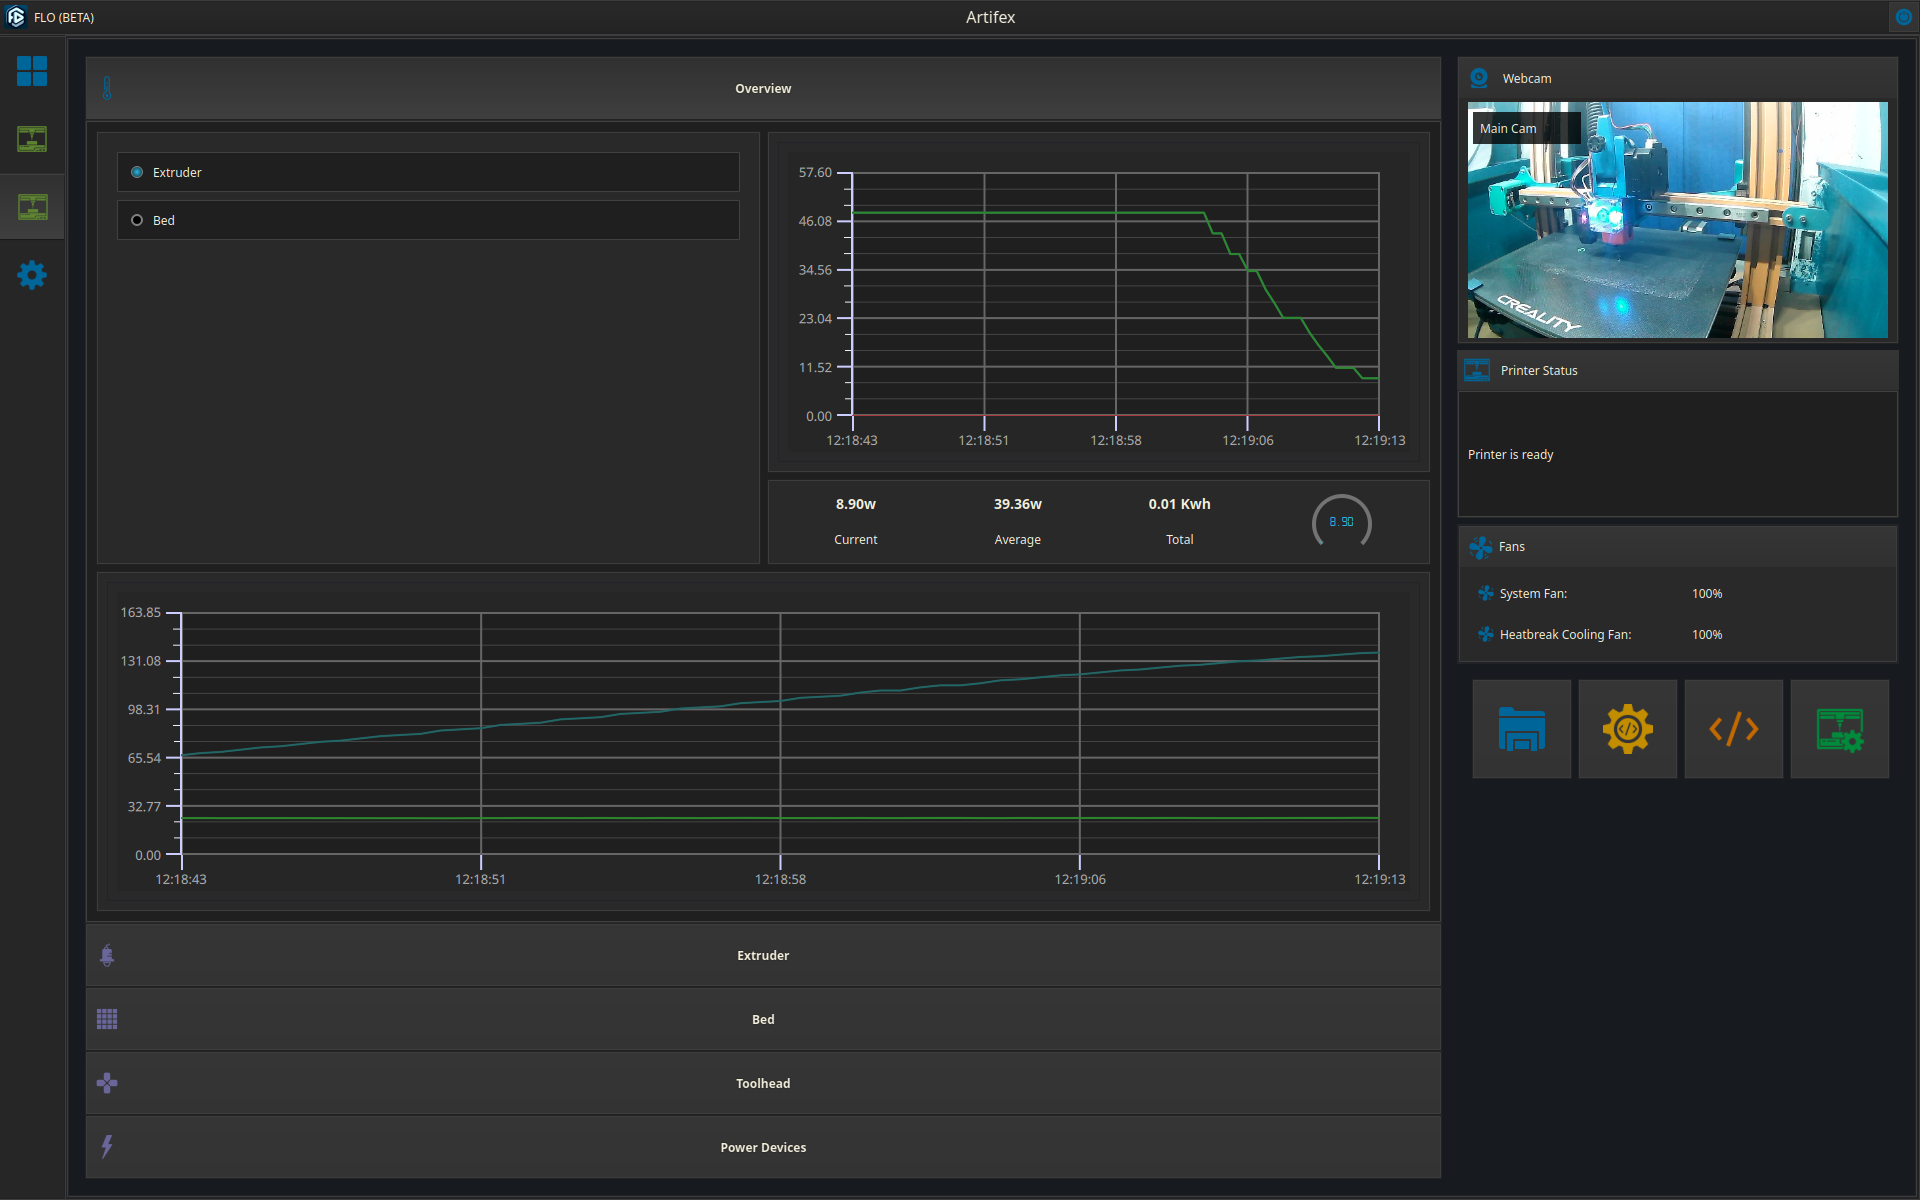 FLO (BETA)
Artifex
Overview
Extruder
Bed
57.60
46.08
34.56
23.04
11.52
0.00
12:18:43 12:18:51 12:18:58 12:19:06 12:19:13
8.90w 39.36w 0.01 Kwh 8.90
Current Average Total
163.85
131.08
98.31
65.54
32.77
0.00
12:18:43 12:18:51 12:18:58 12:19:06 12:19:13
Extruder
Bed
Toolhead
Power Devices
Webcam
Main Cam
CREALITY
Printer Status
Printer is ready
Fans
System Fan: 100%
Heatbreak Cooling Fan: 100%